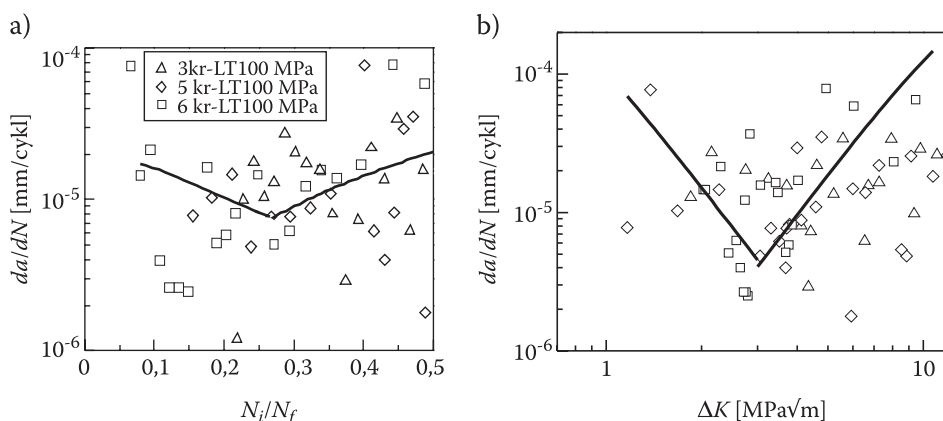 a)
10⁻⁴
10⁻⁵
10⁻⁶
da/dN [mm/cykl]
3kr-LT100 MPa
5 kr-LT100 MPa
6 kr-LT100 MPa
0 0,1 0,2 0,3 0,4 0,5
Nᵢ/N_f
b)
10⁻⁴
10⁻⁵
10⁻⁶
da/dN [mm/cykl]
1 10
ΔK [MPa√m]